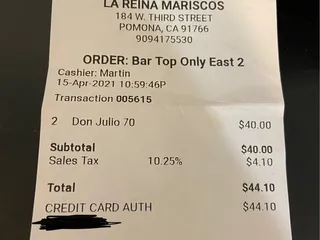 LA REINA MARISCOS
184 W. THIRD STREET
POMONA, CA 91766
9094175530
ORDER: Bar Top Only East 2
Cashier: Martin
15-Apr-2021 10:59:46P
Transaction 005615
2 Don Julio 70 $40.00
Subtotal $40.00
Sales Tax 10.25% $4.10
Total $44.10
CREDIT CARD AUTH $44.10